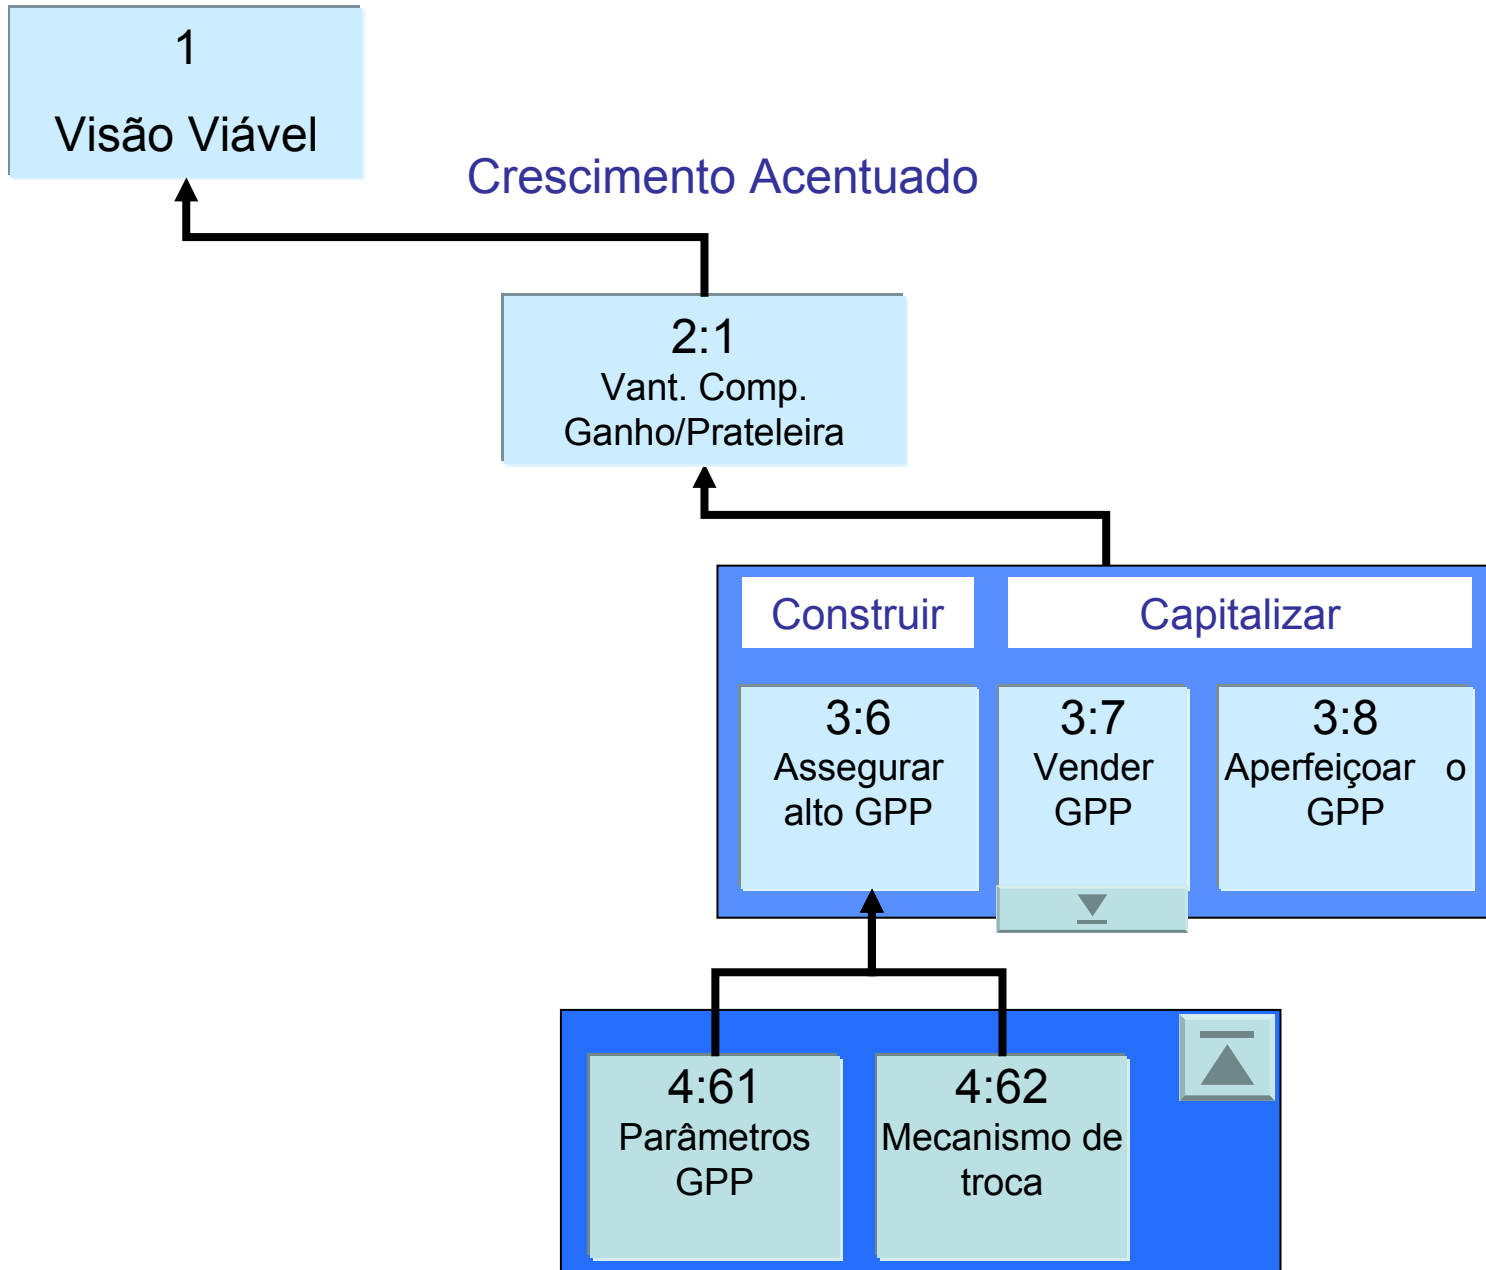 1
Visão Viável
Crescimento Acentuado
2:1
Vant. Comp.
Ganho/Prateleira
Construir
Capitalizar
3:6
Assegurar
alto GPP
3:7
Vender
GPP
3:8
Aperfeiçoar o
GPP
4:61
Parâmetros
GPP
4:62
Mecanismo de
troca